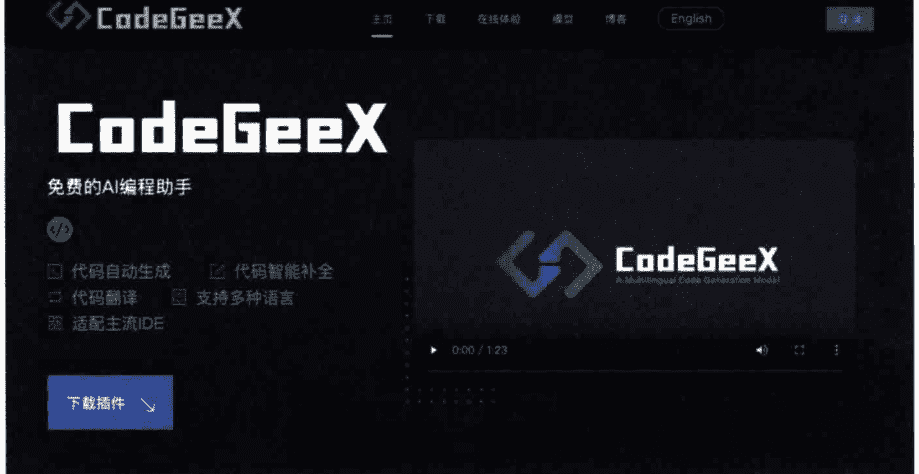 CodeGeeX
主页 下载 在线体验 模型 博客 English
CodeGeeX
免费的AI编程助手
</>
代码自动生成 代码智能补全
代码翻译 支持多种语言
适配主流IDE
下载插件
CodeGeeX
A Multilingual Code Generation Model
0:00 / 1:23